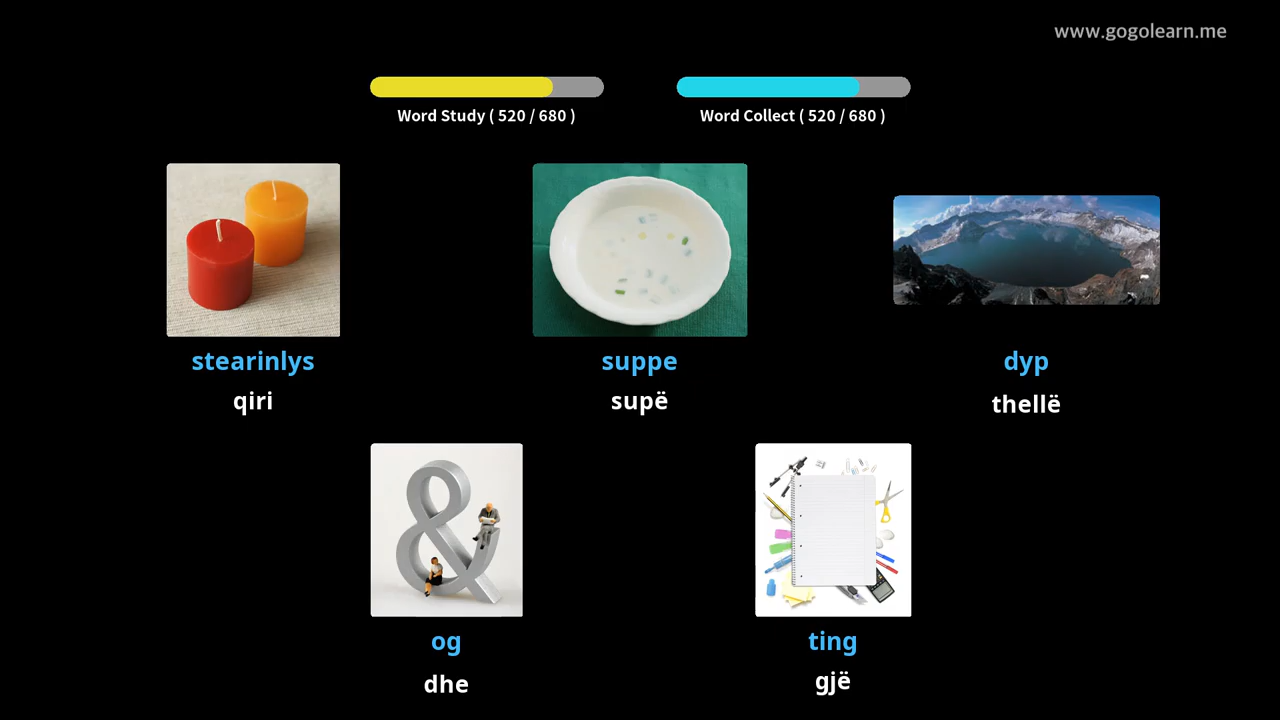 www.gogolearn.me
Word Study ( 520 / 680 )
Word Collect ( 520 / 680 )
stearinlys
suppe
dyp
qiri
supë
thellë
og
ting
dhe
gjë